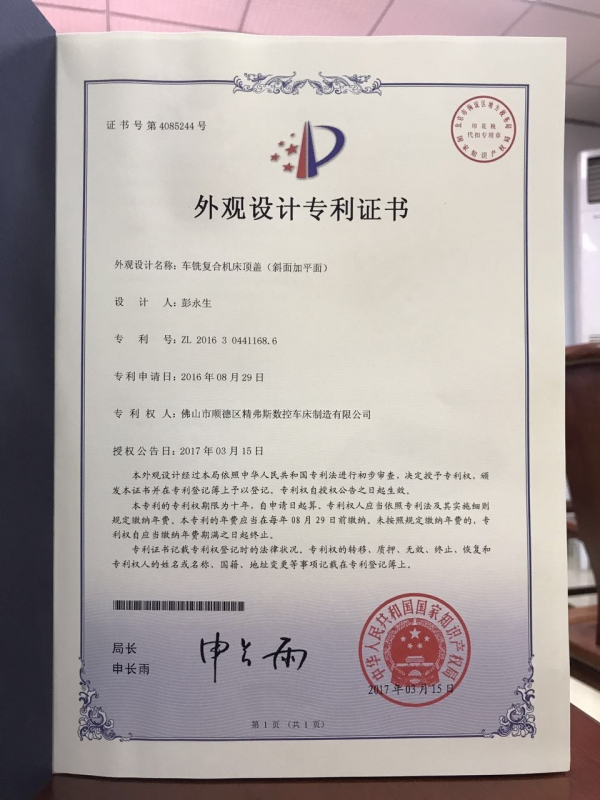 证书号第4085244号
印花税
代扣专用章
国家知识产权局
外观设计专利证书
外观设计名称：车铣复合机床顶盖（斜面加平面）
设计人：彭永生
专利号：ZL 2016 3 0441168.6
专利申请日：2016年08月29日
专利权人：佛山市顺德区精弗斯数控车床制造有限公司
授权公告日：2017年03月15日
本外观设计经过本局依照中华人民共和国专利法进行初步审查，决定授予专利权，颁
发本证书并在专利登记簿上予以登记。专利权自授权公告之日起生效。
本专利的专利权期限为十年，自申请日起算。专利权人应当依照专利法及其实施细则
规定缴纳年费。本专利的年费应当在每年08月29日前缴纳。未按照规定缴纳年费的，专
利权自应当缴纳年费期满之日起终止。
专利证书记载专利权登记时的法律状况。专利权的转移、质押、无效、终止、恢复和
专利权人的姓名或名称、国籍、地址变更等事项记载在专利登记簿上。
局长
申长雨
申长雨
中华人民共和国国家知识产权局
2017年03月15日
第1页（共1页）